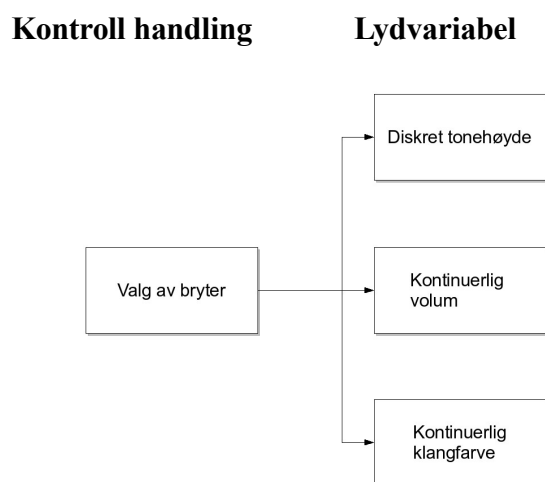 Kontroll handling Lydvariabel
Diskret tonehøyde
Valg av bryter
Kontinuerlig
volum
Kontinuerlig
klangfarve